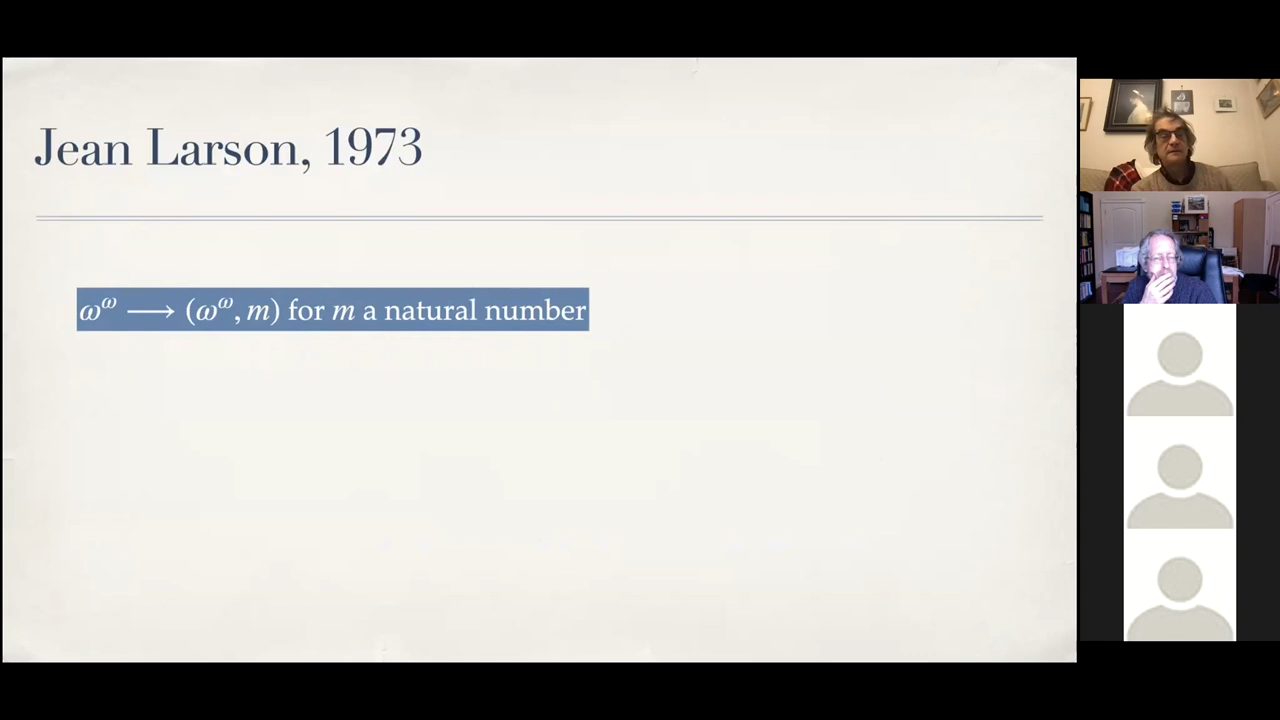 Jean Larson, 1973
ω^ω ⟶ (ω^ω, m) for m a natural number